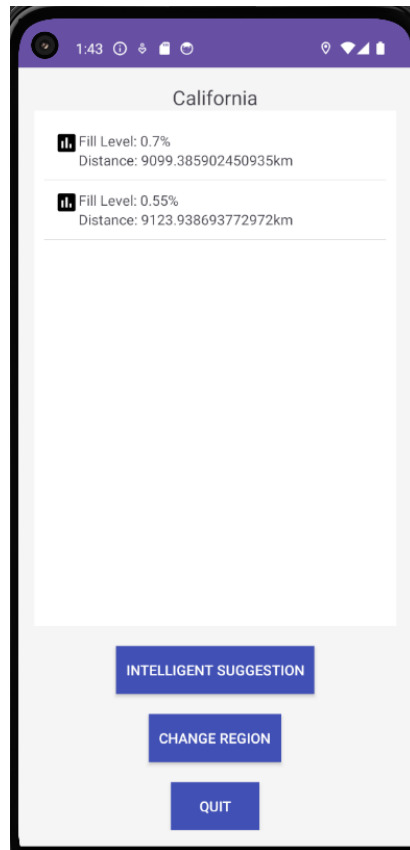 1:43
California
Fill Level: 0.7%
Distance: 9099.385902450935km
Fill Level: 0.55%
Distance: 9123.938693772972km
INTELLIGENT SUGGESTION
CHANGE REGION
QUIT